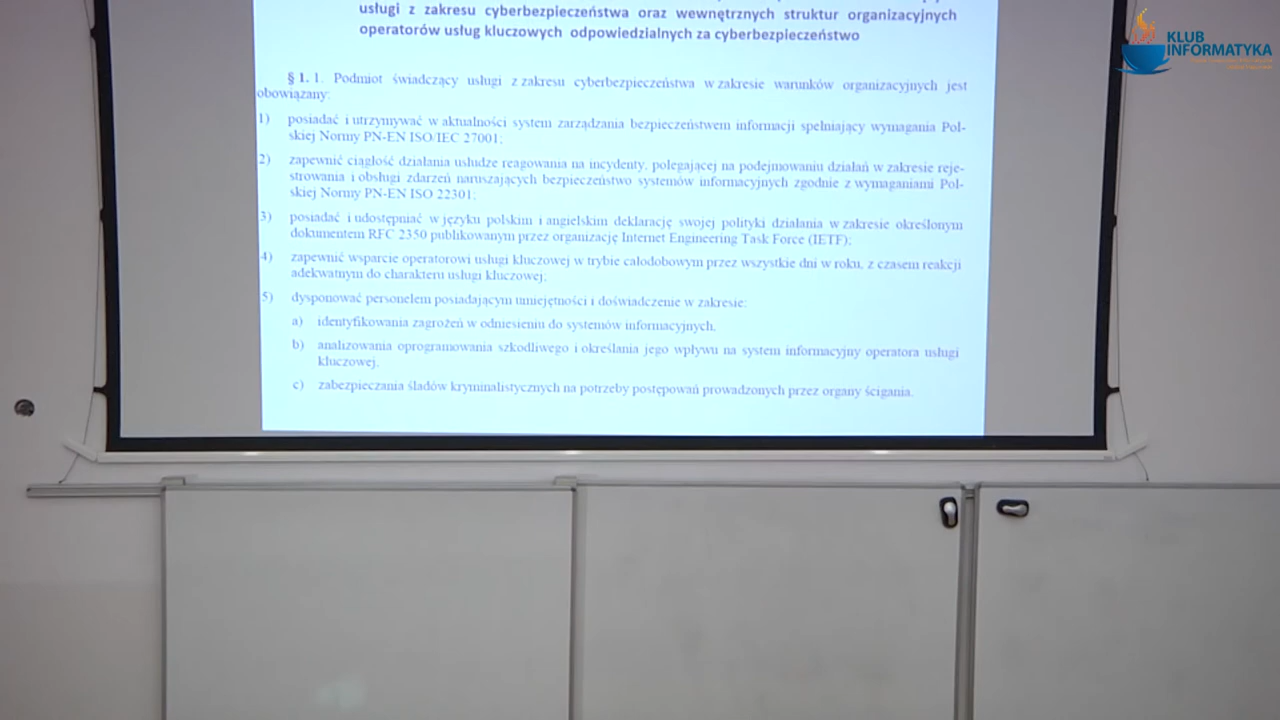 usługi z zakresu cyberbezpieczeństwa oraz wewnętrznych struktur organizacyjnych
operatorów usług kluczowych odpowiedzialnych za cyberbezpieczeństwo
§ 1. 1. Podmiot świadczący usługi z zakresu cyberbezpieczeństwa w zakresie warunków organizacyjnych jest
obowiązany:
1) posiadać i utrzymywać w aktualności system zarządzania bezpieczeństwem informacji spełniający wymagania Pol-
skiej Normy PN-EN ISO/IEC 27001;
2) zapewnić ciągłość działania usłudze reagowania na incydenty, polegającej na podejmowaniu działań w zakresie reje-
strowania i obsługi zdarzeń naruszających bezpieczeństwo systemów informacyjnych zgodnie z wymaganiami Pol-
skiej Normy PN-EN ISO 22301;
3) posiadać i udostępniać w języku polskim i angielskim deklarację swojej polityki działania w zakresie określonym
dokumentem RFC 2350 publikowanym przez organizację Internet Engineering Task Force (IETF);
4) zapewnić wsparcie operatorowi usługi kluczowej w trybie całodobowym przez wszystkie dni w roku, z czasem reakcji
adekwatnym do charakteru usługi kluczowej;
5) dysponować personelem posiadającym umiejętności i doświadczenie w zakresie:
a) identyfikowania zagrożeń w odniesieniu do systemów informacyjnych,
b) analizowania oprogramowania szkodliwego i określania jego wpływu na system informacyjny operatora usługi
kluczowej,
c) zabezpieczania śladów kryminalistycznych na potrzeby postępowań prowadzonych przez organy ścigania.
KLUB
INFORMATYKA